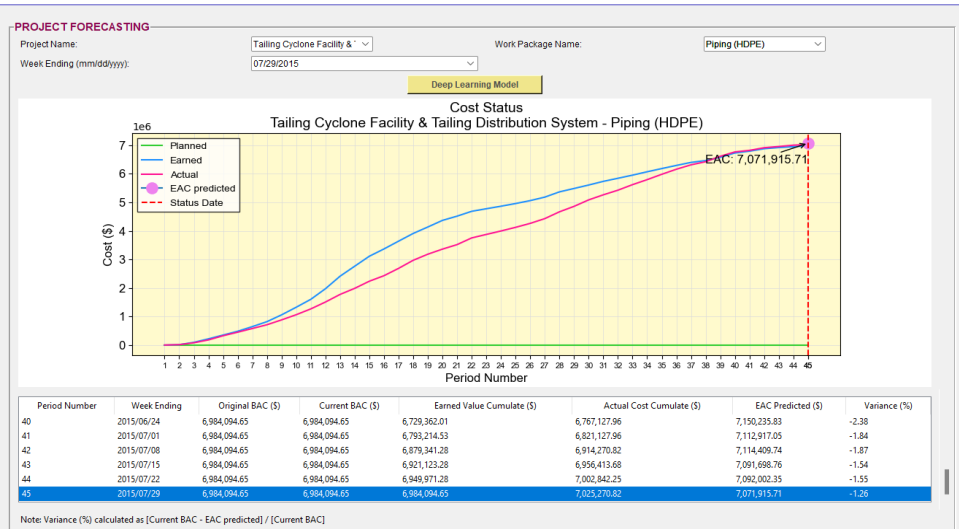 PROJECT FORECASTING
Project Name: Tailing Cyclone Facility & Work Package Name: Piping (HDPE)
Week Ending (mm/dd/yyyy): 07/29/2015
Deep Learning Model
Cost Status
Tailing Cyclone Facility & Tailing Distribution System - Piping (HDPE)
1e6
Planned
Earned
Actual
EAC predicted
Status Date
EAC: 7,071,915.71
7
6
5
4
3
2
1
0
Cost ($)
1 2 3 4 5 6 7 8 9 10 11 12 13 14 15 16 17 18 19 20 21 22 23 24 25 26 27 28 29 30 31 32 33 34 35 36 37 38 39 40 41 42 43 44 45
Period Number
Period Number Week Ending Original BAC ($) Current BAC ($) Earned Value Cumulate ($) Actual Cost Cumulate ($) EAC Predicted ($) Variance (%)
40 2015/06/24 6,984,094.65 6,984,094.65 6,729,362.01 6,767,127.96 7,150,235.83 -2.38
41 2015/07/01 6,984,094.65 6,984,094.65 6,793,214.53 6,821,127.96 7,112,917.05 -1.84
42 2015/07/08 6,984,094.65 6,984,094.65 6,879,341.28 6,914,270.82 7,114,409.74 -1.87
43 2015/07/15 6,984,094.65 6,984,094.65 6,921,123.28 6,956,413.68 7,091,698.76 -1.54
44 2015/07/22 6,984,094.65 6,984,094.65 6,949,971.28 7,002,842.25 7,092,002.35 -1.55
45 2015/07/29 6,984,094.65 6,984,094.65 6,984,094.65 7,025,270.82 7,071,915.71 -1.26
Note: Variance (%) calculated as [Current BAC - EAC predicted] / [Current BAC]